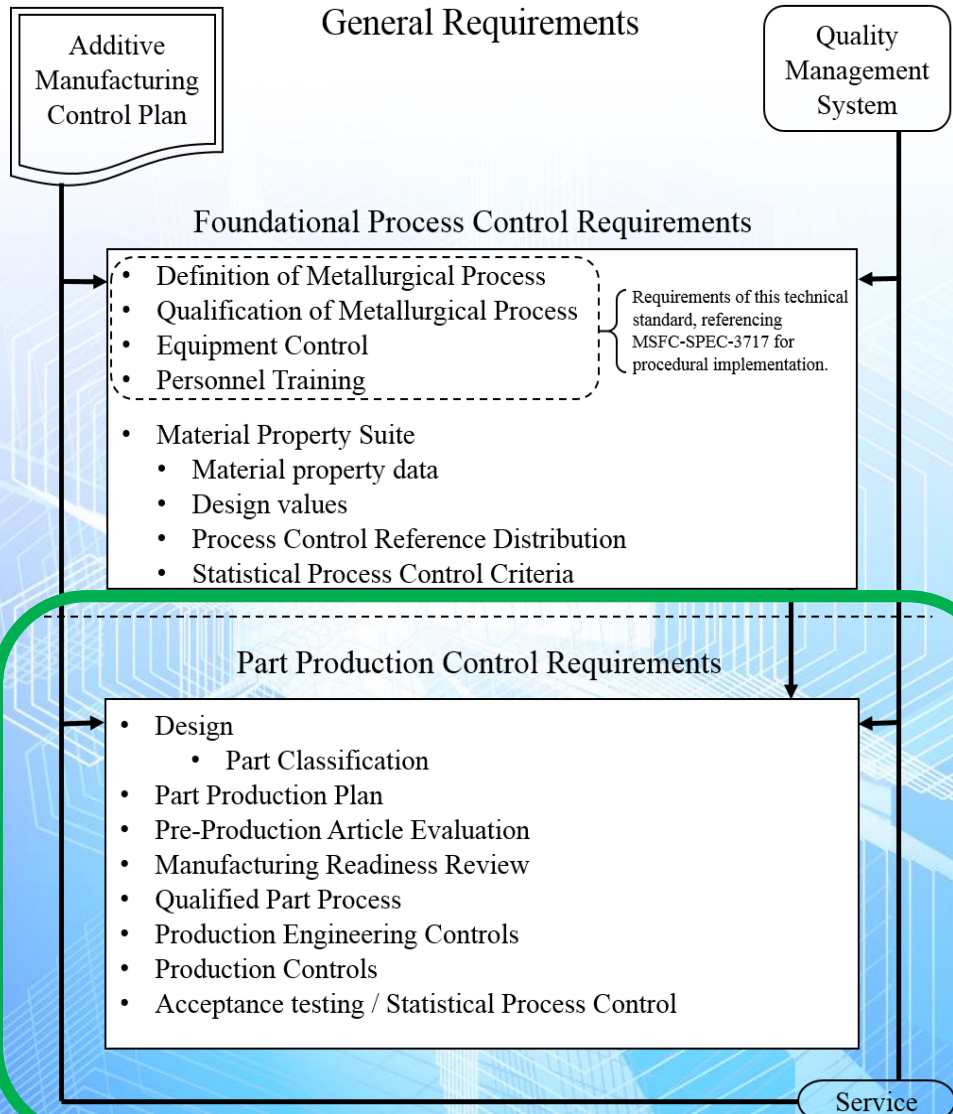 General Requirements
Additive
Manufacturing
Control Plan
Quality
Management
System
Foundational Process Control Requirements
• Definition of Metallurgical Process
• Qualification of Metallurgical Process
• Equipment Control
• Personnel Training
Requirements of this technical
standard, referencing
MSFC-SPEC-3717 for
procedural implementation.
• Material Property Suite
• Material property data
• Design values
• Process Control Reference Distribution
• Statistical Process Control Criteria
Part Production Control Requirements
• Design
• Part Classification
• Part Production Plan
• Pre-Production Article Evaluation
• Manufacturing Readiness Review
• Qualified Part Process
• Production Engineering Controls
• Production Controls
• Acceptance testing / Statistical Process Control
Service